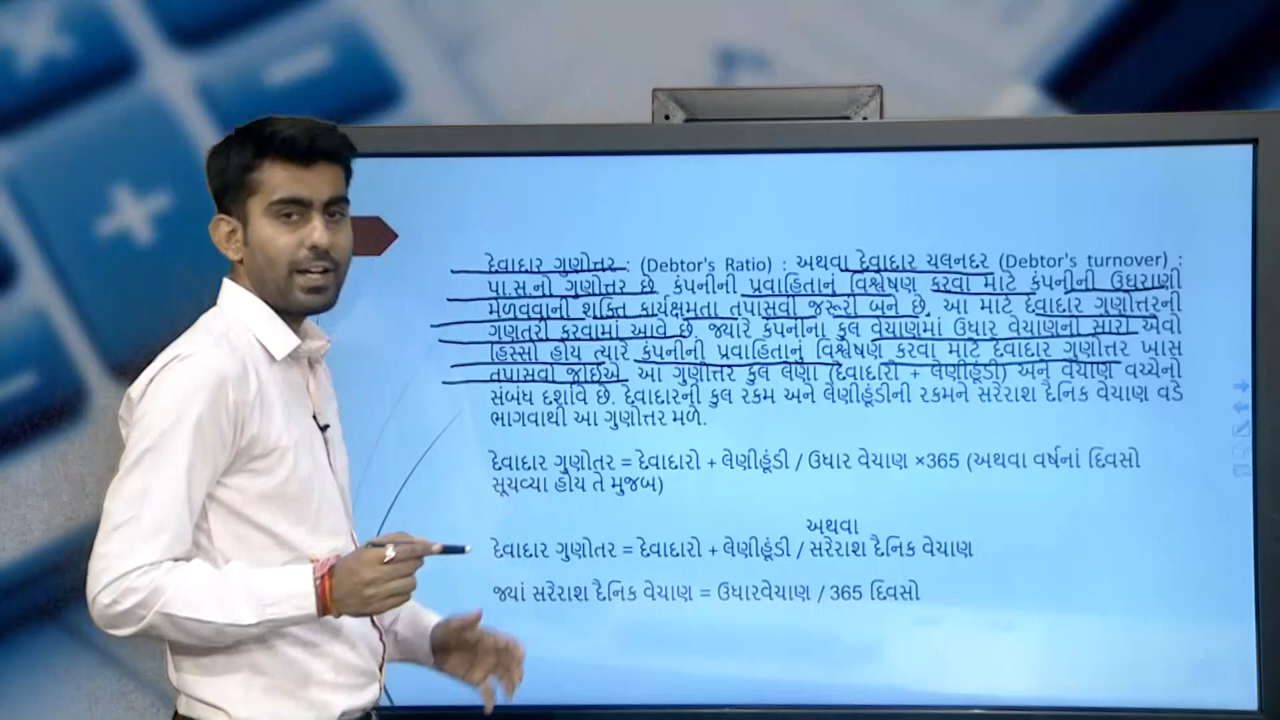 દેવાદાર ગુણોત્તર : (Debtor's Ratio) : અથવા દેવાદાર ચલનદર (Debtor's turnover) :
પા.સ.નો ગુણોત્તર છે. કંપનીની પ્રવાહિતાનું વિશ્લેષણ કરવા માટે કંપનીની ઉઘરાણી
મેળવવાની શક્તિ કાર્યક્ષમતા તપાસવી જરૂરી બને છે. આ માટે દેવાદાર ગુણોત્તરની
ગણતરી કરવામાં આવે છે. જ્યારે કંપનીના કુલ વેચાણમાં ઉધાર વેચાણનો સારો એવો
હિસ્સો હોય ત્યારે કંપનીની પ્રવાહિતાનું વિશ્લેષણ કરવા માટે દેવાદાર ગુણોત્તર ખાસ
તપાસવો જોઈએ. આ ગુણોત્તર કુલ લેણા (દેવાદારો + લેણીહૂંડી) અને વેચાણ વચ્ચેનો
સંબંધ દર્શાવે છે. દેવાદારની કુલ રકમ અને લેણીહૂંડીની રકમને સરેરાશ દૈનિક વેચાણ વડે
ભાગવાથી આ ગુણોત્તર મળે.
દેવાદાર ગુણોતર = દેવાદારો + લેણીહૂંડી / ઉધાર વેચાણ ×365 (અથવા વર્ષનાં દિવસો
સૂચવ્યા હોય તે મુજબ)
અથવા
દેવાદાર ગુણોતર = દેવાદારો + લેણીહૂંડી / સરેરાશ દૈનિક વેચાણ
જ્યાં સરેરાશ દૈનિક વેચાણ = ઉધારવેચાણ / 365 દિવસો